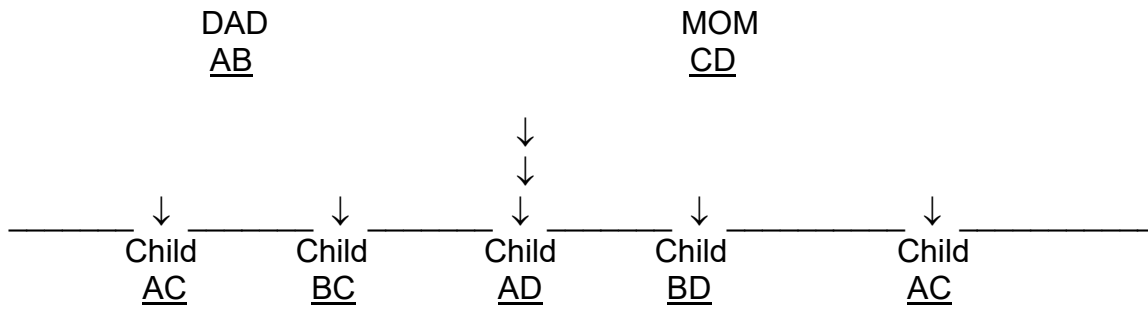 DAD MOM
AB CD
↓
↓
↓ ↓ ↓ ↓ ↓
Child Child Child Child Child
AC BC AD BD AC